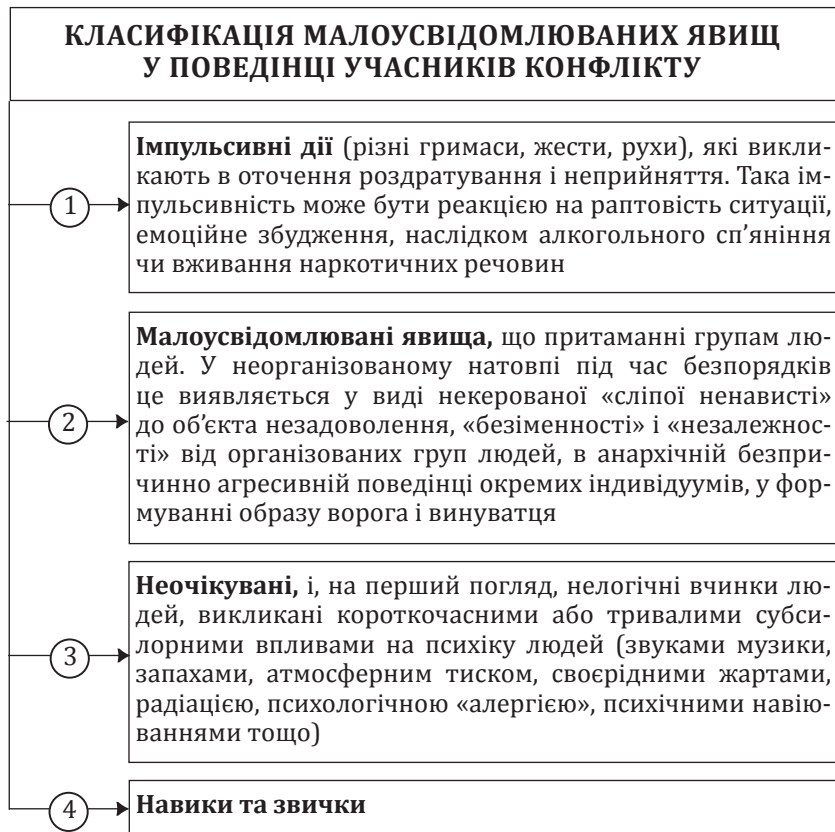 КЛАСИФІКАЦІЯ МАЛОУСВІДОМЛЮВАНИХ ЯВИЩ
У ПОВЕДІНЦІ УЧАСНИКІВ КОНФЛІКТУ
1
Імпульсивні дії (різні гримаси, жести, рухи), які викли-
кають в оточення роздратування і неприйняття. Така ім-
пульсивність може бути реакцією на раптовість ситуації,
емоційне збудження, наслідком алкогольного сп’яніння
чи вживання наркотичних речовин
2
Малоусвідомлювані явища, що притаманні групам лю-
дей. У неорганізованому натовпі під час безпорядків
це виявляється у виді некерованої «сліпої ненависті»
до об’єкта незадоволення, «безіменності» і «незалежнос-
ті» від організованих груп людей, в анархічній безпри-
чинно агресивній поведінці окремих індивідуумів, у фор-
муванні образу ворога і винуватця
3
Неочікувані, і, на перший погляд, нелогічні вчинки лю-
дей, викликані короткочасними або тривалими субси-
лорними впливами на психіку людей (звуками музики,
запахами, атмосферним тиском, своєрідними жартами,
радіацією, психологічною «алергією», психічними навію-
ваннями тощо)
4
Навики та звички